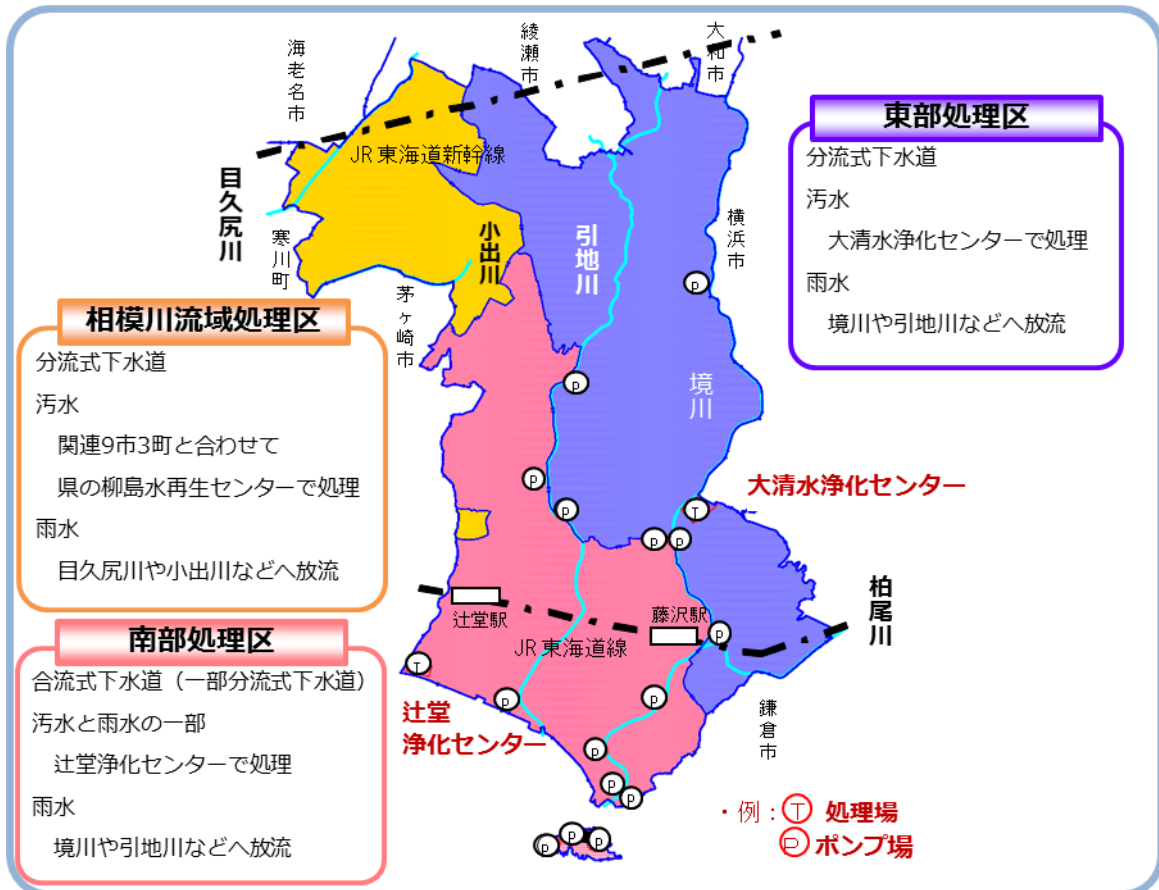 海老名市
綾瀬市
大和市
JR東海道新幹線
目久尻川
寒川町
小出川
茅ヶ崎市
引地川
横浜市
境川
東部処理区
分流式下水道
汚水
大清水浄化センターで処理
雨水
境川や引地川などへ放流
相模川流域処理区
分流式下水道
汚水
関連9市3町と合わせて
県の柳島水再生センターで処理
雨水
目久尻川や小出川などへ放流
南部処理区
合流式下水道（一部分流式下水道）
汚水と雨水の一部
辻堂浄化センターで処理
雨水
境川や引地川などへ放流
P
P
P
P
T
P
P
大清水浄化センター
柏尾川
辻堂駅
藤沢駅
JR東海道線
P
T
P
P
辻堂
浄化センター
鎌倉市
P
P
P
P
P
P
・例：Ⓣ 処理場
Ⓟ ポンプ場